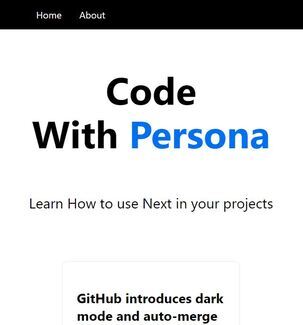 Home About
Code
With Persona
Learn How to use Next in your projects
GitHub introduces dark
mode and auto-merge